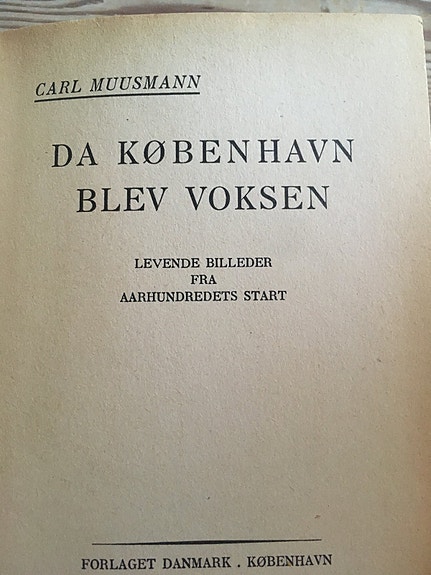 CARL MUUSMANN
DA KØBENHAVN
BLEV VOKSEN
LEVENDE BILLEDER
FRA
AARHUNDREDETS START
FORLAGET DANMARK . KØBENHAVN